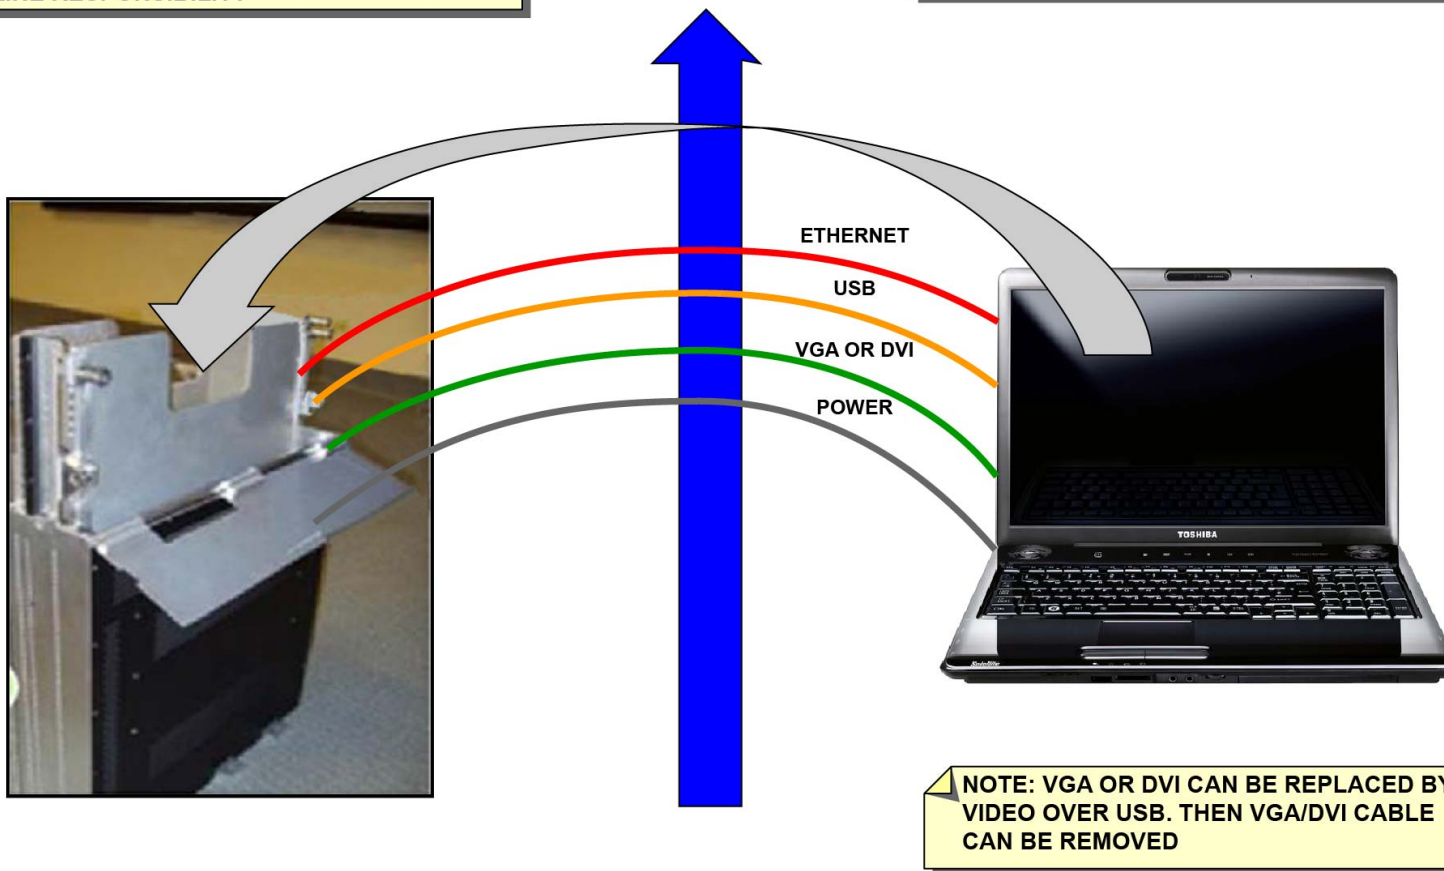 ETHERNET
USB
VGA OR DVI
POWER
TOSHIBA
Satellite
NOTE: VGA OR DVI CAN BE REPLACED BY
VIDEO OVER USB. THEN VGA/DVI CABLE
CAN BE REMOVED